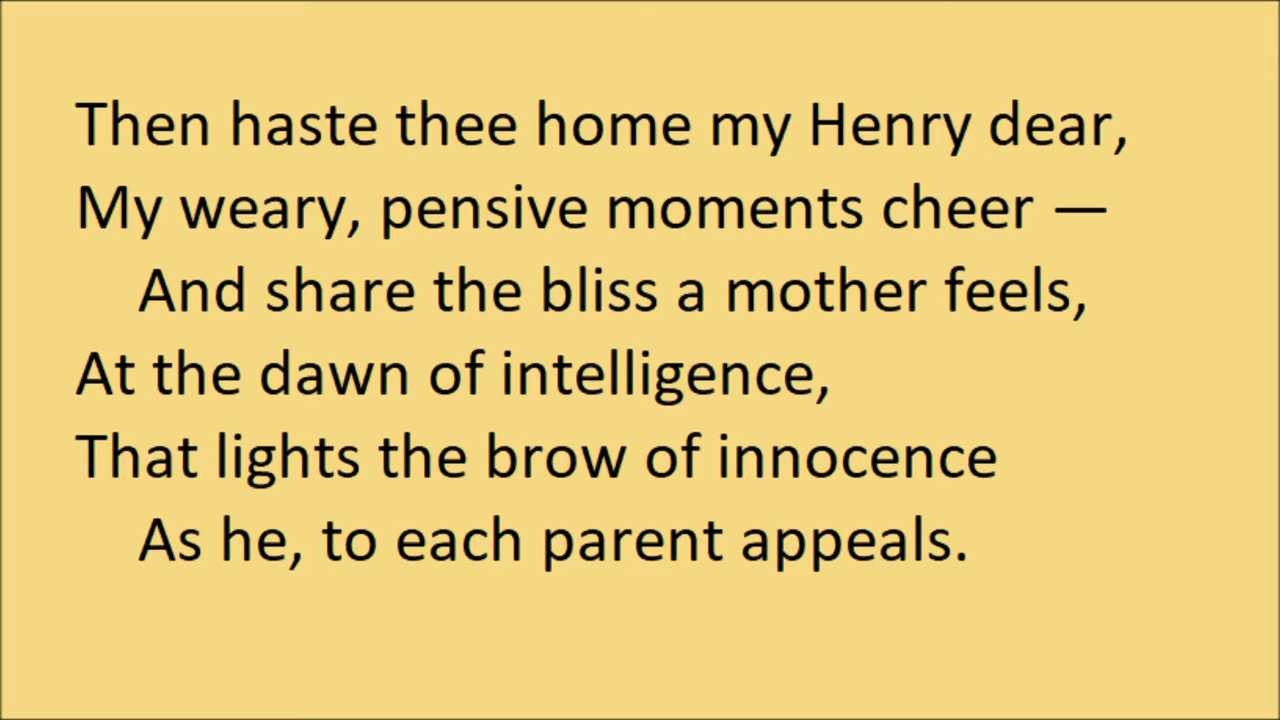 Then haste thee home my Henry dear,
My weary, pensive moments cheer —
And share the bliss a mother feels,
At the dawn of intelligence,
That lights the brow of innocence
As he, to each parent appeals.